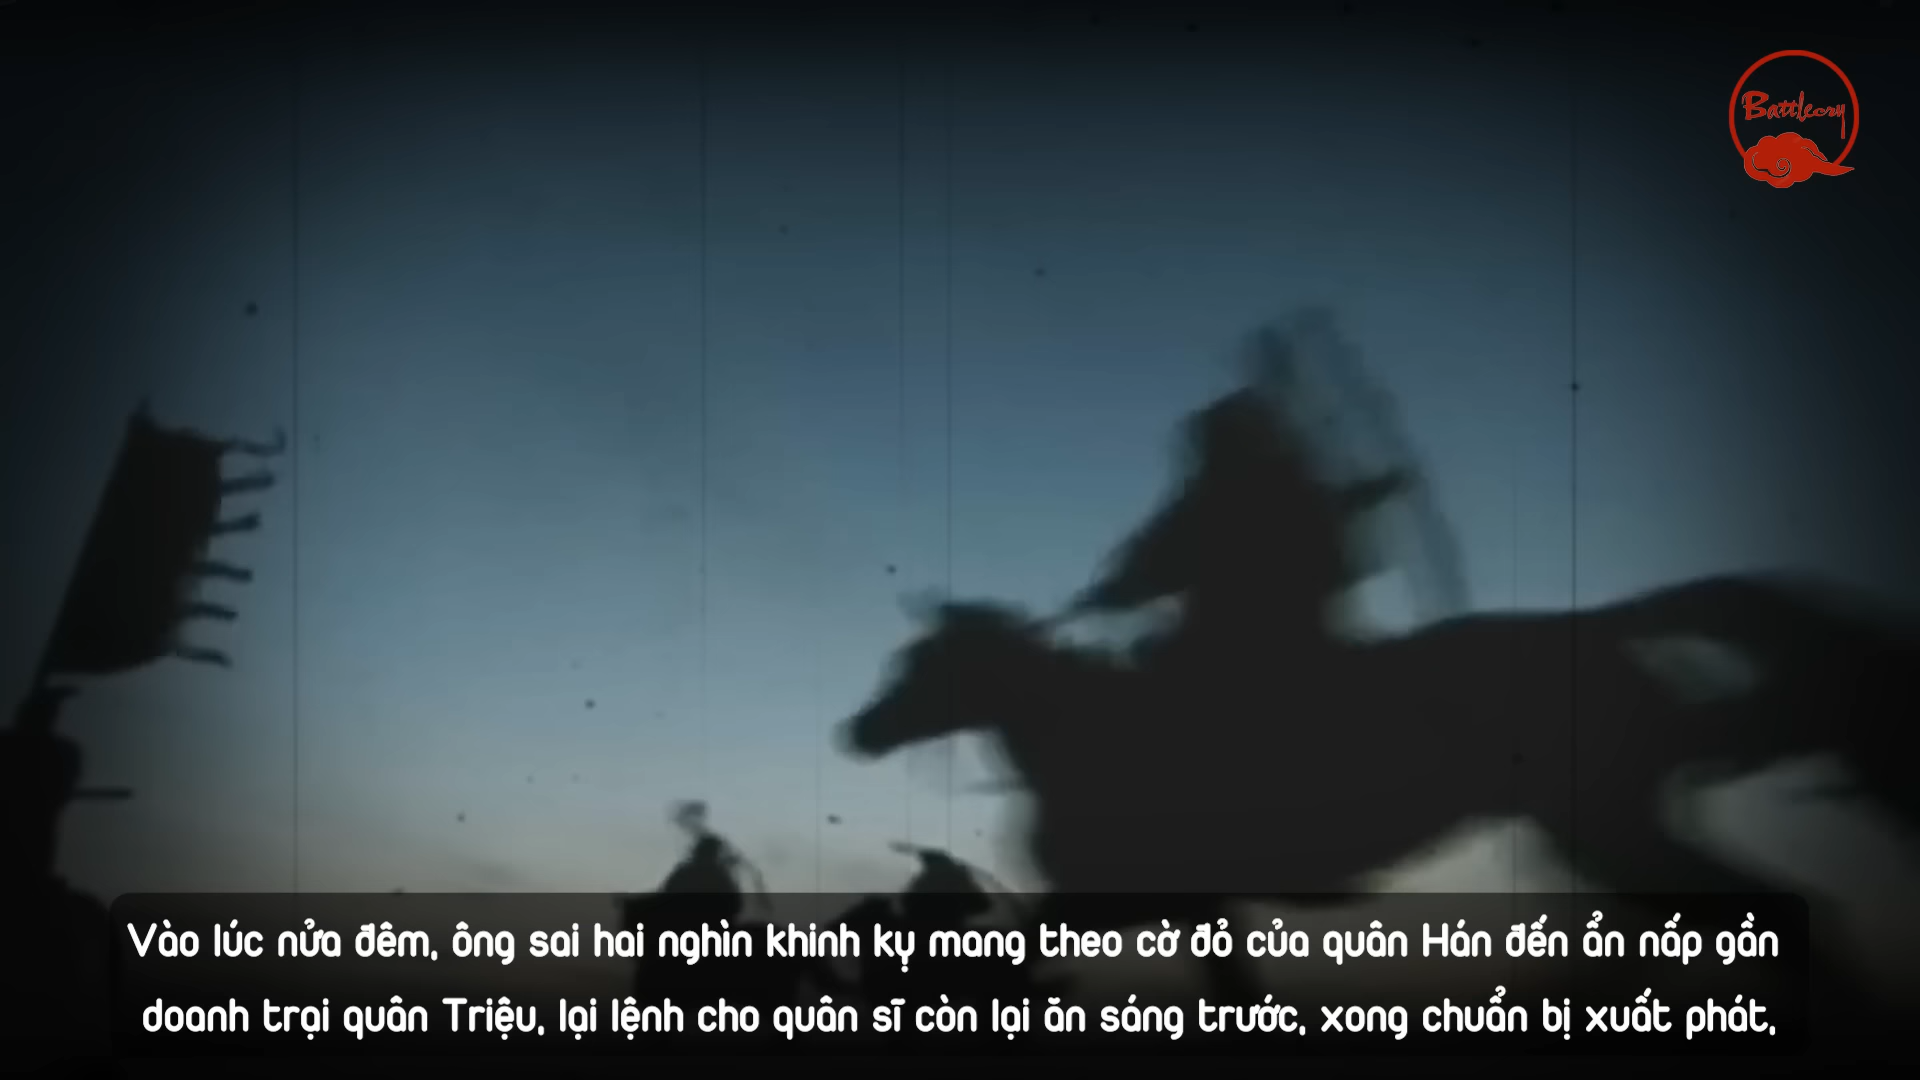 Battlecry
Vào lúc nửa đêm, ông sai hai nghìn khinh kỵ mang theo cờ đỏ của quân Hán đến ẩn nấp gần
doanh trại quân Triệu, lại lệnh cho quân sĩ còn lại ăn sáng trước, xong chuẩn bị xuất phát,